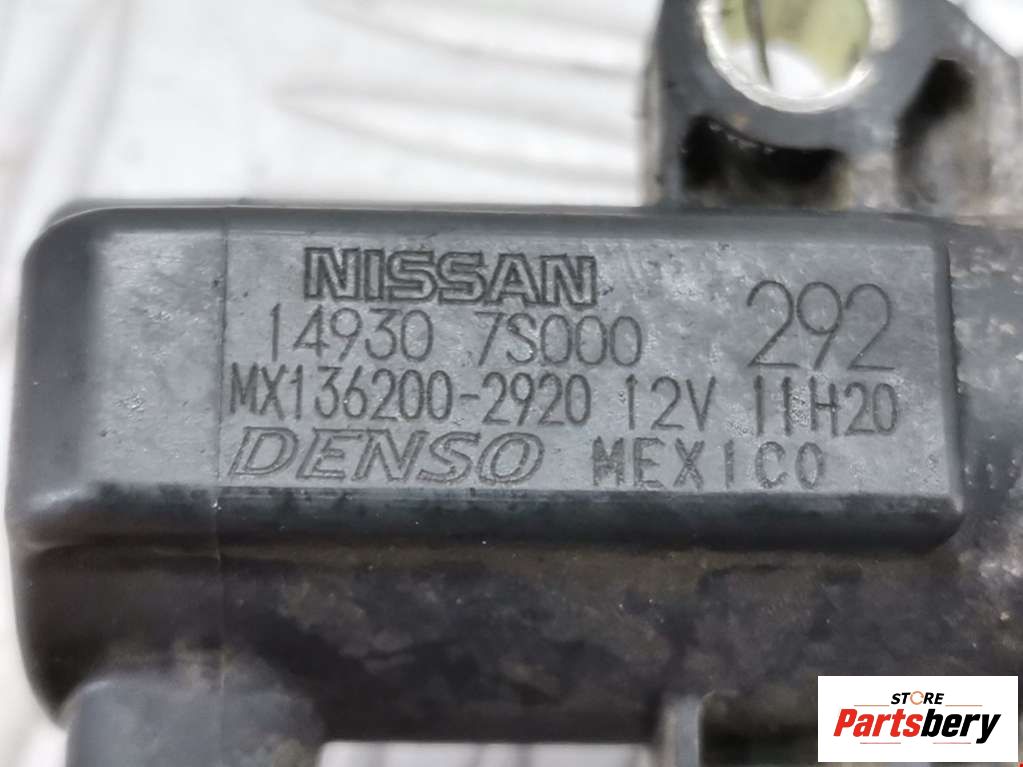 NISSAN
14930 7S000 292
MX136200-2920 12V 11H20
DENSO MEXICO
STORE
Partsbery